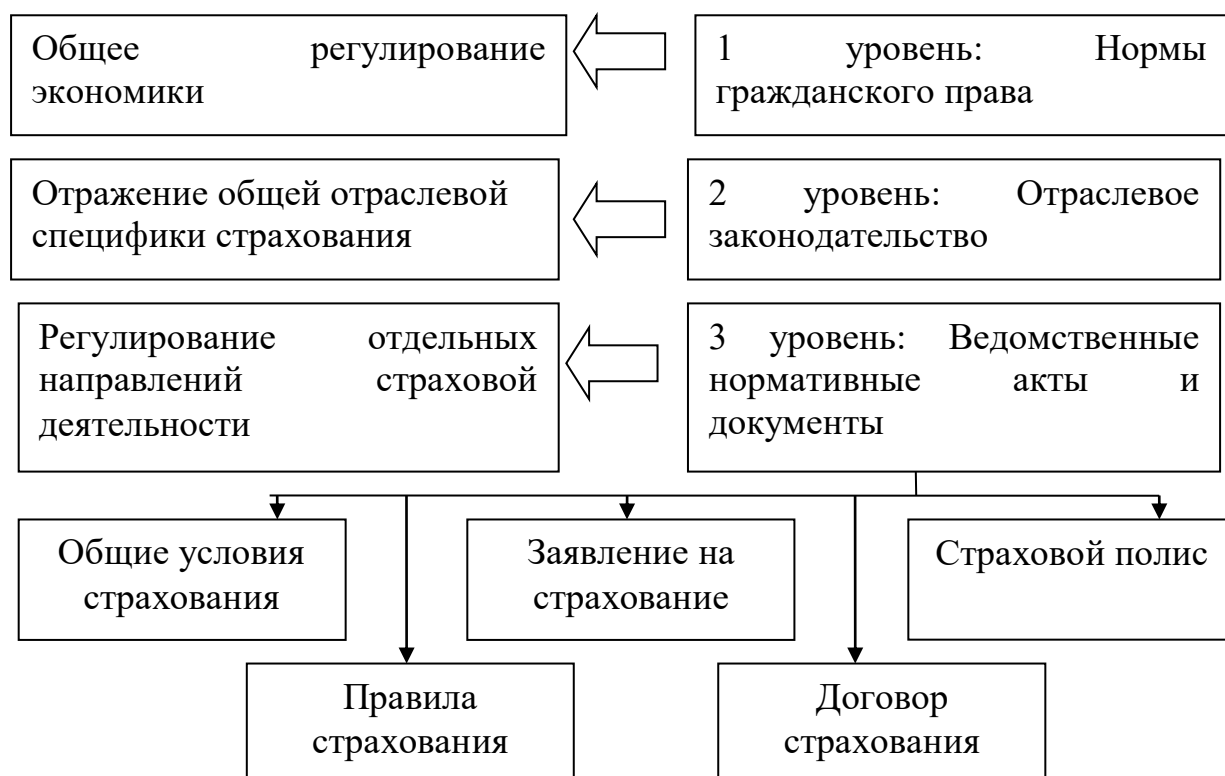 Общее регулирование
экономики
1 уровень: Нормы
гражданского права
Отражение общей отраслевой
специфики страхования
2 уровень: Отраслевое
законодательство
Регулирование отдельных
направлений страховой
деятельности
3 уровень: Ведомственные
нормативные акты и
документы
Общие условия
страхования
Заявление на
страхование
Страховой полис
Правила
страхования
Договор
страхования